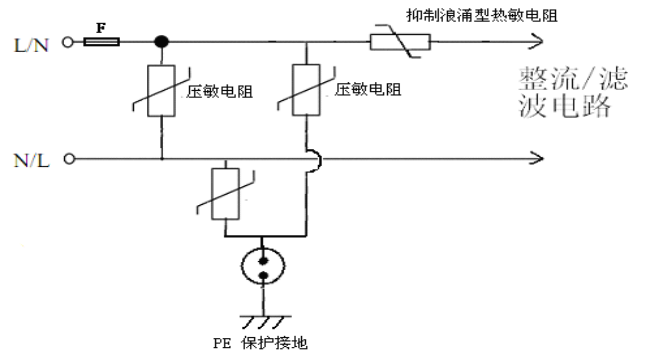 抑制浪涌型热敏电阻
F
L/N
整流/滤
波电路
压敏电阻
压敏电阻
N/L
PE 保护接地